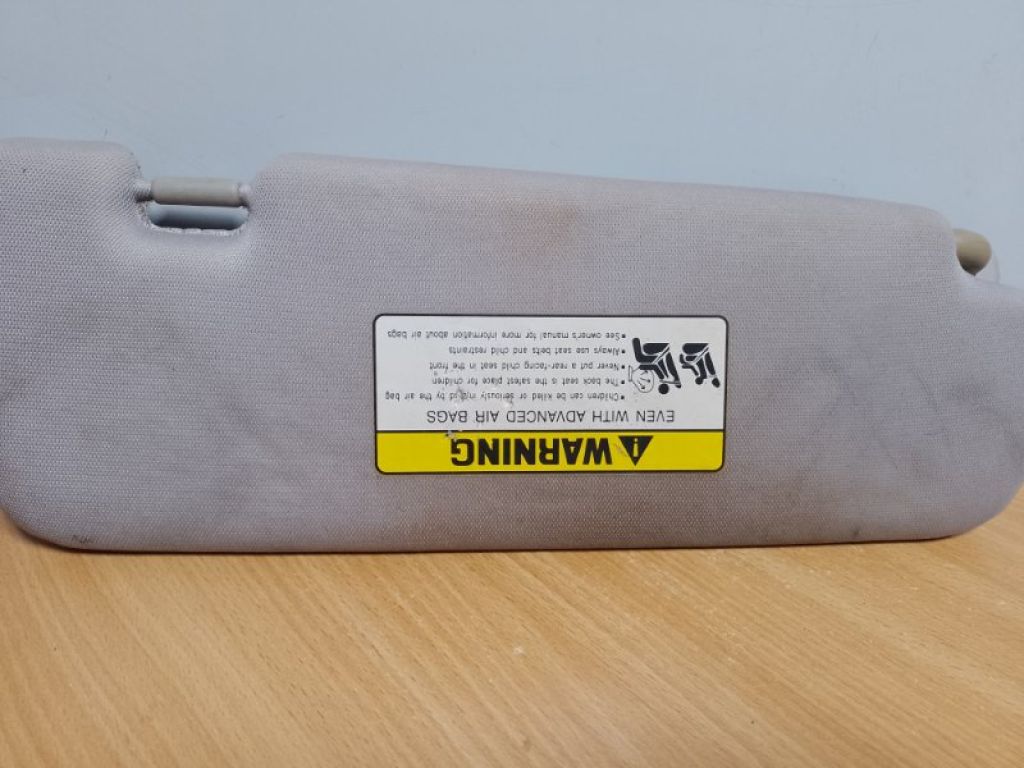 WARNING
EVEN WITH ADVANCED AIR BAGS
• Children can be killed or seriously injured by the air bag
• The back seat is the safest place for children
• Never put a rear-facing child seat in the front
• Always use seat belts and child restraints
• See owner's manual for more information about air bags